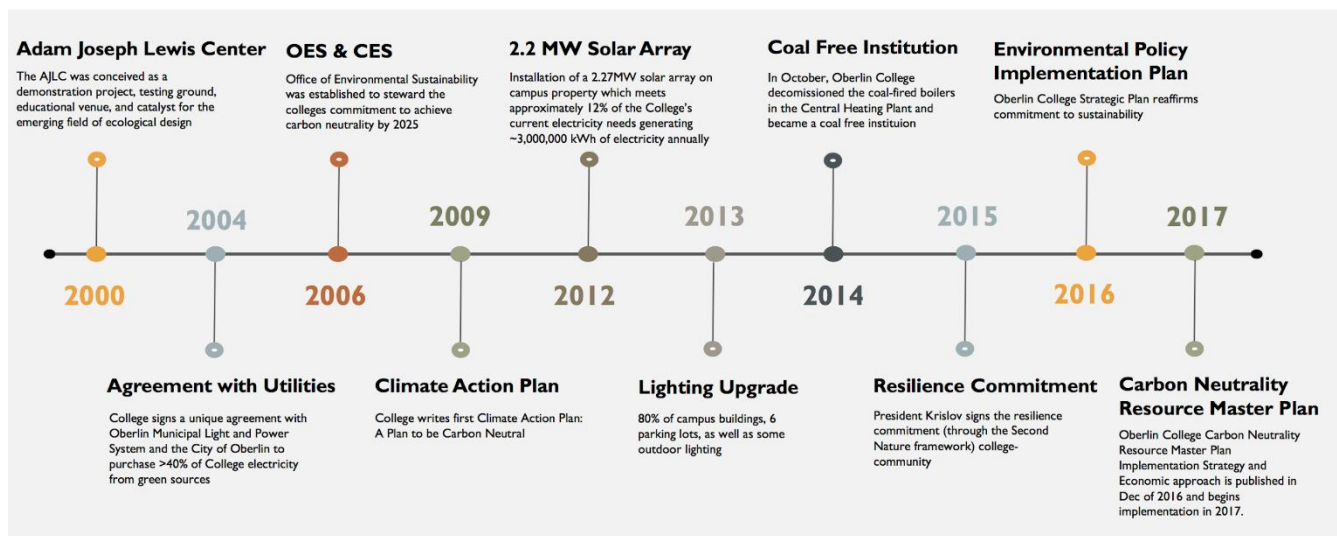 Adam Joseph Lewis Center
The AJLC was conceived as a
demonstration project, testing ground,
educational venue, and catalyst for the
emerging field of ecological design
OES & CES
Office of Environmental Sustainability
was established to steward the
colleges commitment to achieve
carbon neutrality by 2025
2.2 MW Solar Array
Installation of a 2.27MW solar array on
campus property which meets
approximately 12% of the College's
current electricity needs generating
~3,000,000 kWh of electricity annually
Coal Free Institution
In October, Oberlin College
decomissioned the coal-fired boilers
in the Central Heating Plant and
became a coal free instituion
Environmental Policy
Implementation Plan
Oberlin College Strategic Plan reaffirms
commitment to sustainability
2004
2009
2013
2015
2017
2000
2006
2012
2014
2016
Agreement with Utilities
College signs a unique agreement with
Oberlin Municipal Light and Power
System and the City of Oberlin to
purchase >40% of College electricity
from green sources
Climate Action Plan
College writes first Climate Action Plan:
A Plan to be Carbon Neutral
Lighting Upgrade
80% of campus buildings, 6
parking lots, as well as some
outdoor lighting
Resilience Commitment
President Krislov signs the resilience
commitment (through the Second
Nature framework) college-
community
Carbon Neutrality
Resource Master Plan
Oberlin College Carbon Neutrality
Resource Master Plan
Implementation Strategy and
Economic approach is published in
Dec of 2016 and begins
implementation in 2017.